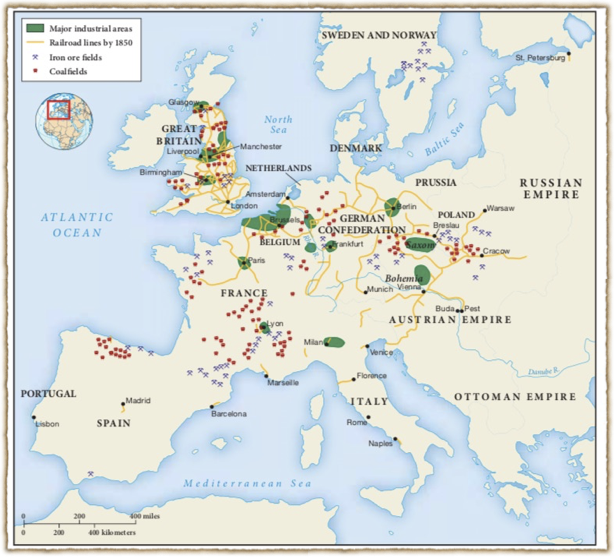 Major industrial areas
Railroad lines by 1850
Iron ore fields
Coalfields
SWEDEN AND NORWAY
St. Petersburg
Glasgow
North
Sea
GREAT
BRITAIN
Baltic Sea
Manchester
Liverpool
DENMARK
Birmingham
NETHERLANDS
PRUSSIA
RUSSIAN
EMPIRE
Amsterdam
London
Berlin
POLAND
Warsaw
ATLANTIC
OCEAN
Brussels
GERMAN
CONFEDERATION
Breslau
BELGIUM
Frankfurt
Saxony
Cracow
Paris
Bohemia
Munich
Vienna
FRANCE
Buda
Pest
AUSTRIAN EMPIRE
Lyon
Milan
Venice
Danube R.
Marseille
Florence
OTTOMAN EMPIRE
PORTUGAL
Madrid
ITALY
Barcelona
Rome
Lisbon
SPAIN
Naples
Mediterranean Sea
0 200 400 miles
0 200 400 kilometers